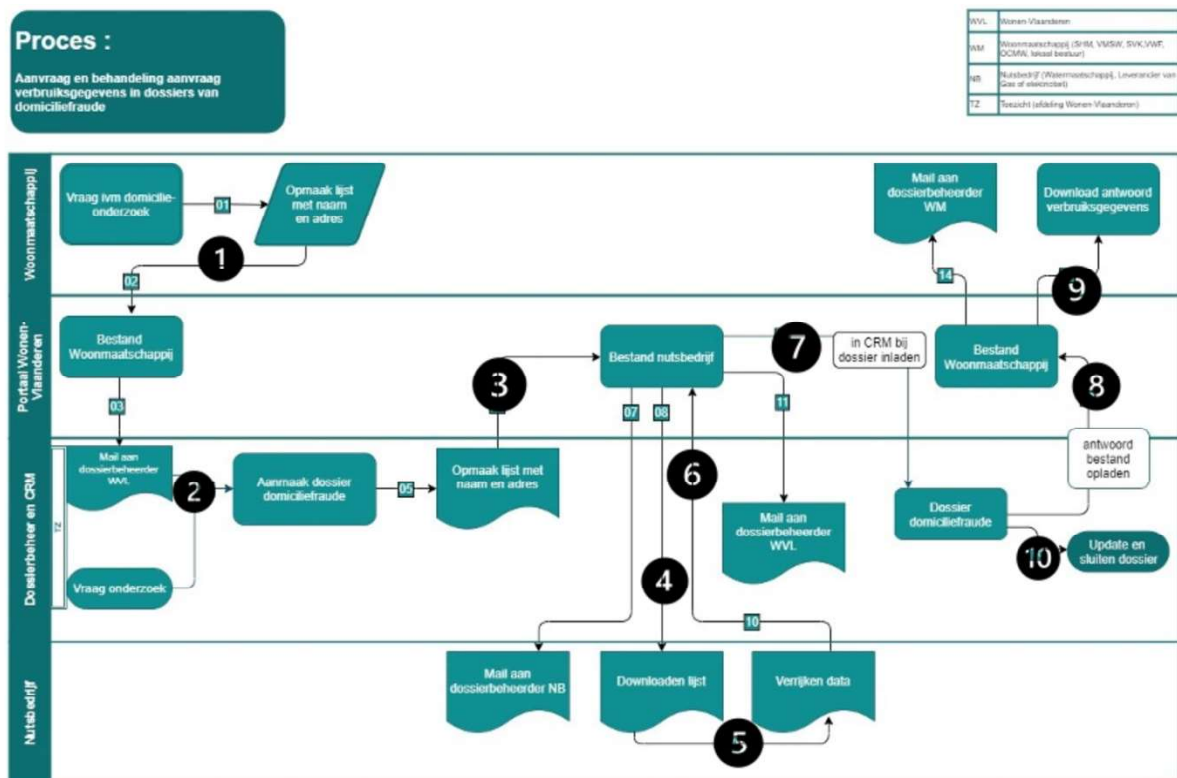 Proces :
Aanvraag en behandeling aanvraag
verbruiksgegevens in dossiers van
domiciliefraude
WVL Wonen-Vlaanderen
WM Woonmaatschappij (SHM, VMSW, SVK,VWF,
OCMW, lokaal bestuur)
NB Nutsbedrijf (Watermaatschappij, Leverancier van
Gas of elektriciteit)
TZ Toezicht (afdeling Wonen-Vlaanderen)
Woonmaatschappij
Vraag ivm domicilie-
onderzoek
01
Opmaak lijst
met naam
en adres
1
02
Mail aan
dossierbeheerder
WM
Download antwoord
verbruiksgegevens
14
9
Portaal Wonen-
Vlaanderen
Bestand
Woonmaatschappij
03
3
Bestand nutsbedrijf
07
08
11
7
in CRM bij
dossier inladen
Bestand
Woonmaatschappij
8
Dossierbeheer en CRM
TZ
Mail aan
dossierbeheerder
WVL
2
Vraag onderzoek
Aanmaak dossier
domiciliefraude
05
Opmaak lijst met
naam en adres
4
6
Mail aan
dossierbeheerder
WVL
Dossier
domiciliefraude
antwoord
bestand
opladen
10
Update en
sluiten dossier
Nutsbedrijf
Mail aan
dossierbeheerder NB
Downloaden lijst
5
10
Verrijken data